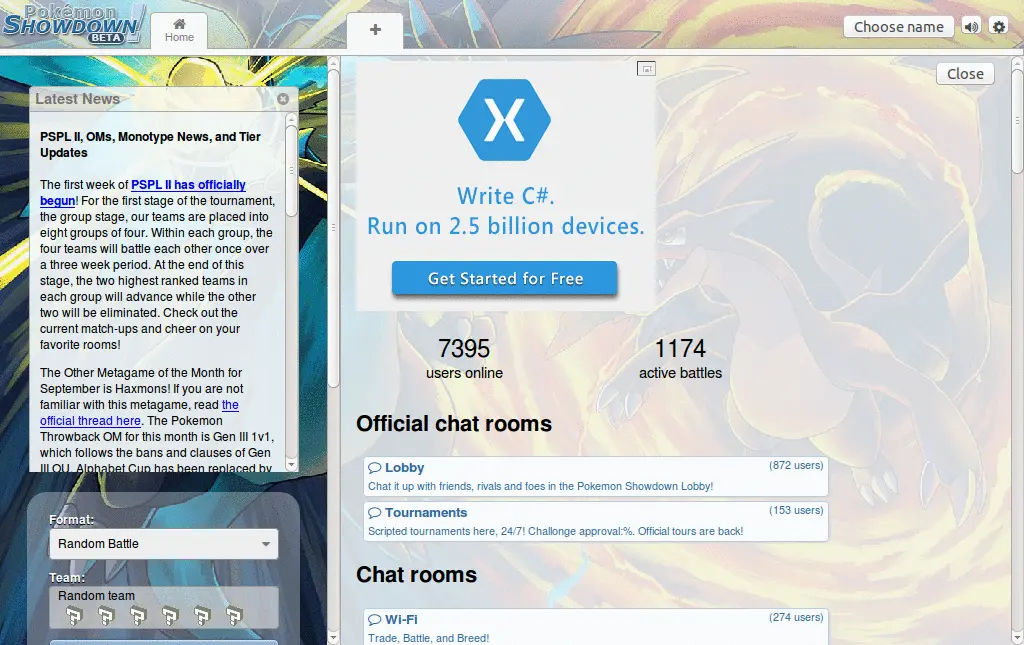 Pokémon
SHOWDOWN!
BETA
Home
+
Choose name
Latest News
PSPL II, OMs, Monotype News, and Tier
Updates
The first week of PSPL II has officially
begun! For the first stage of the tournament,
the group stage, our teams are placed into
eight groups of four. Within each group, the
four teams will battle each other once over
a three week period. At the end of this
stage, the two highest ranked teams in
each group will advance while the other
two will be eliminated. Check out the
current match-ups and cheer on your
favorite rooms!
The Other Metagame of the Month for
September is Haxmons! If you are not
familiar with this metagame, read the
official thread here. The Pokemon
Throwback OM for this month is Gen III 1v1,
which follows the bans and clauses of Gen
III OU. Alphabet Cup has been replaced by
Format:
Random Battle
Team:
Random team
? ? ? ? ? ?
Close
X
Write C#.
Run on 2.5 billion devices.
Get Started for Free
7395
users online
1174
active battles
Official chat rooms
Lobby (872 users)
Chat it up with friends, rivals and foes in the Pokemon Showdown Lobby!
Tournaments (153 users)
Scripted tournaments here, 24/7! Challonge approval:%. Official tours are back!
Chat rooms
Wi-Fi (274 users)
Trade, Battle, and Breed!